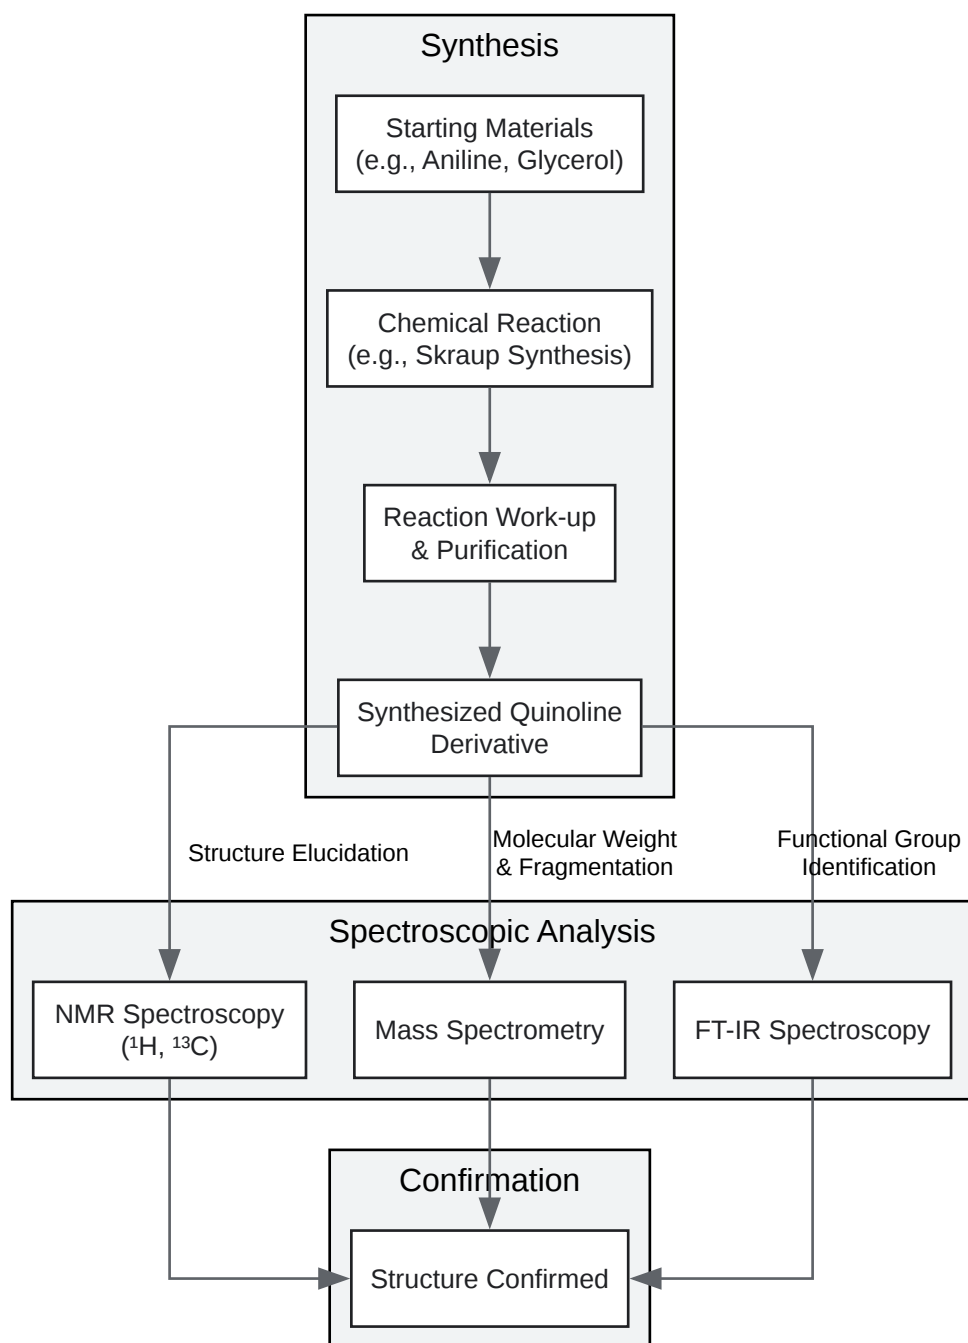 Synthesis
Starting Materials
(e.g., Aniline, Glycerol)
Chemical Reaction
(e.g., Skraup Synthesis)
Reaction Work-up
& Purification
Synthesized Quinoline
Derivative
Structure Elucidation
Molecular Weight
& Fragmentation
Functional Group
Identification
Spectroscopic Analysis
NMR Spectroscopy
(¹H, ¹³C)
Mass Spectrometry
FT-IR Spectroscopy
Confirmation
Structure Confirmed